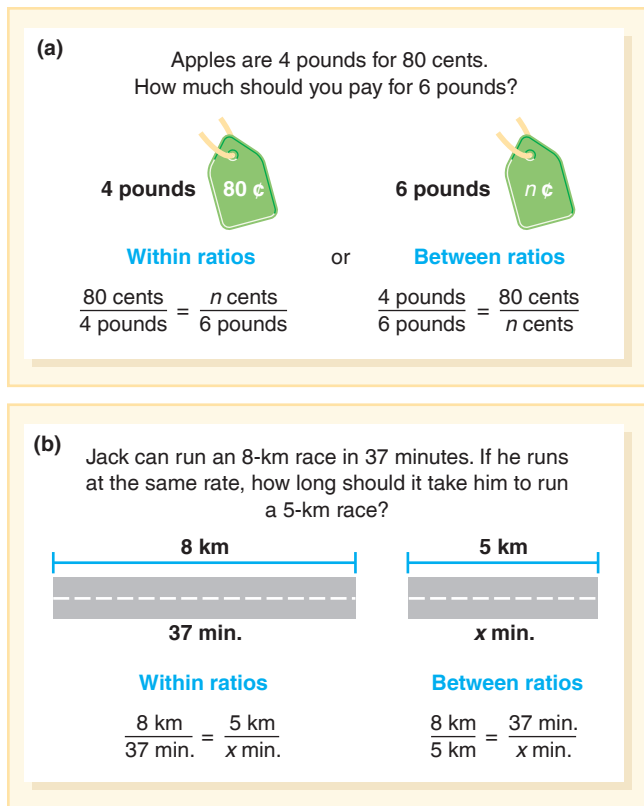 (a)
Apples are 4 pounds for 80 cents.
How much should you pay for 6 pounds?
4 pounds 80 ¢ 6 pounds n ¢
Within ratios or Between ratios
80 cents / 4 pounds = n cents / 6 pounds 4 pounds / 6 pounds = 80 cents / n cents
(b)
Jack can run an 8-km race in 37 minutes. If he runs
at the same rate, how long should it take him to run
a 5-km race?
8 km 5 km
37 min. x min.
Within ratios Between ratios
8 km / 37 min. = 5 km / x min. 8 km / 5 km = 37 min. / x min.